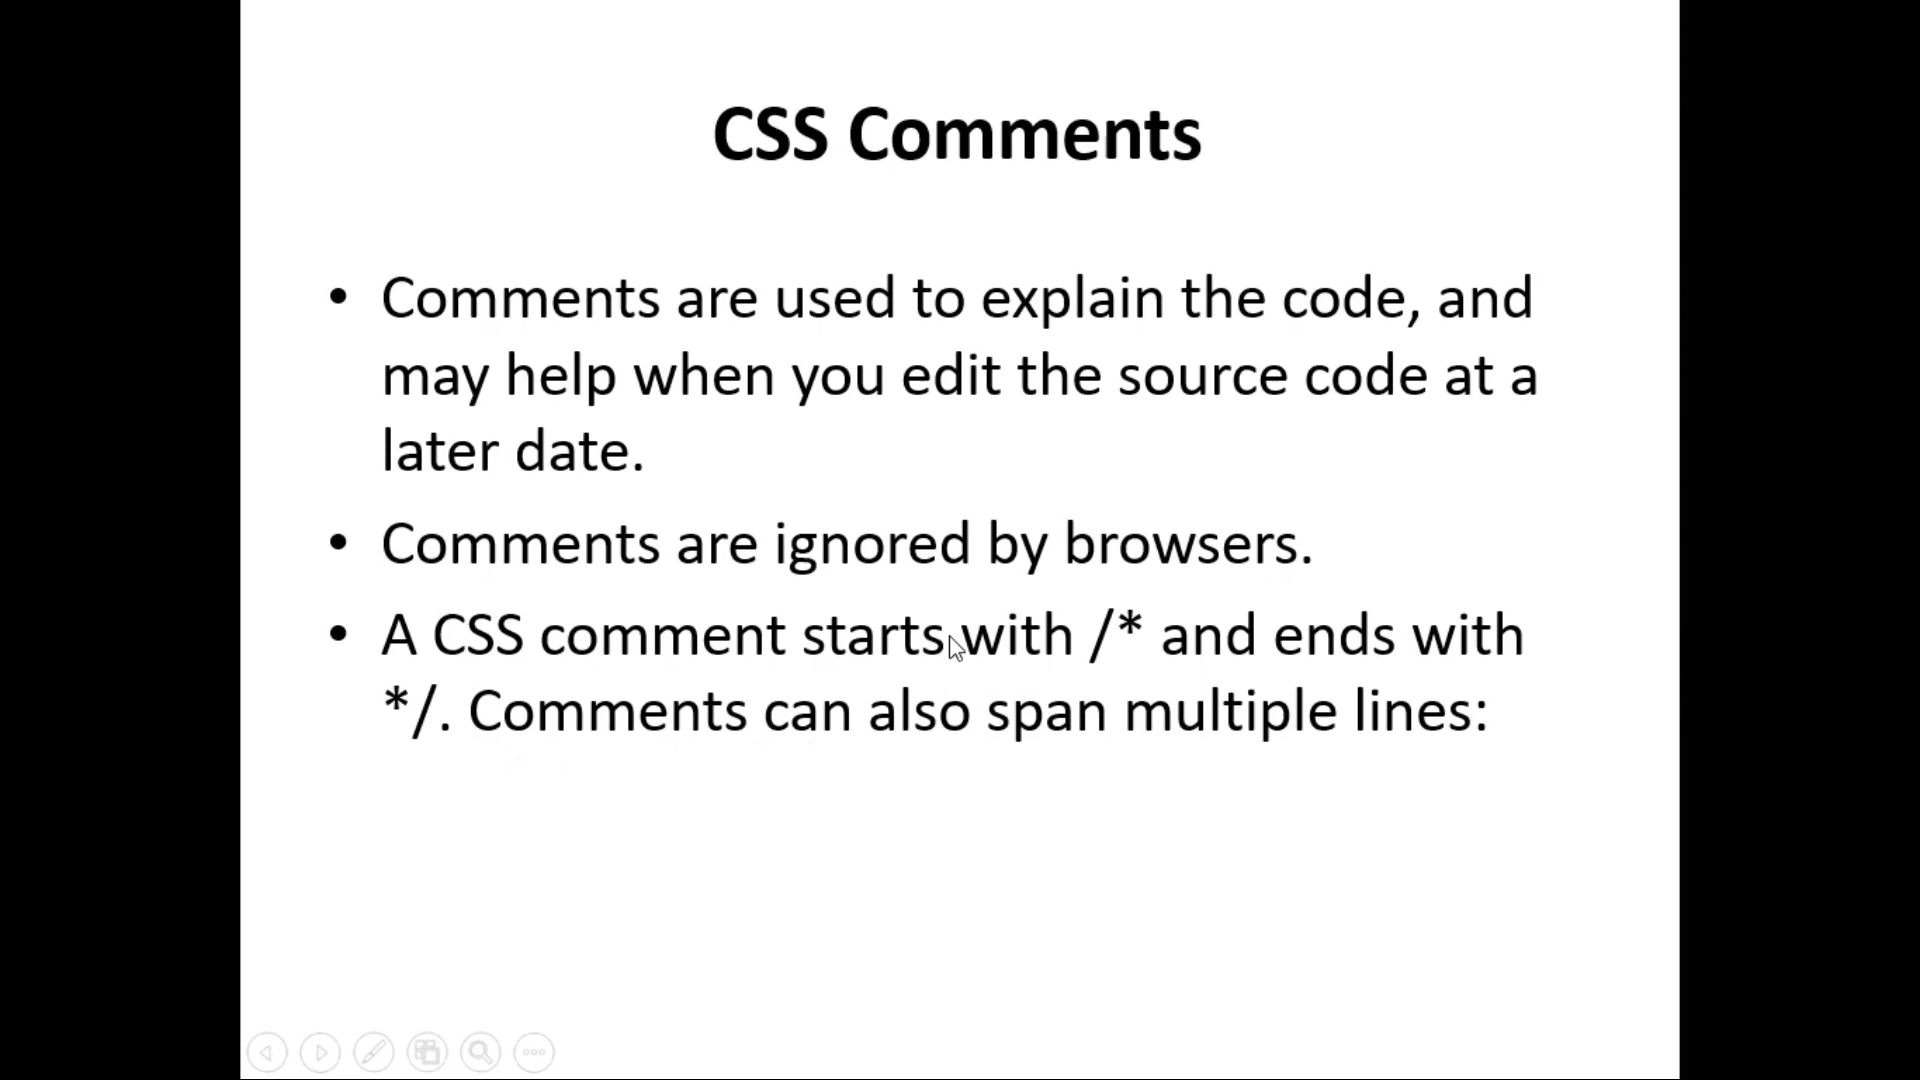 CSS Comments
• Comments are used to explain the code, and
may help when you edit the source code at a
later date.
• Comments are ignored by browsers.
• A CSS comment starts with /* and ends with
*/. Comments can also span multiple lines: